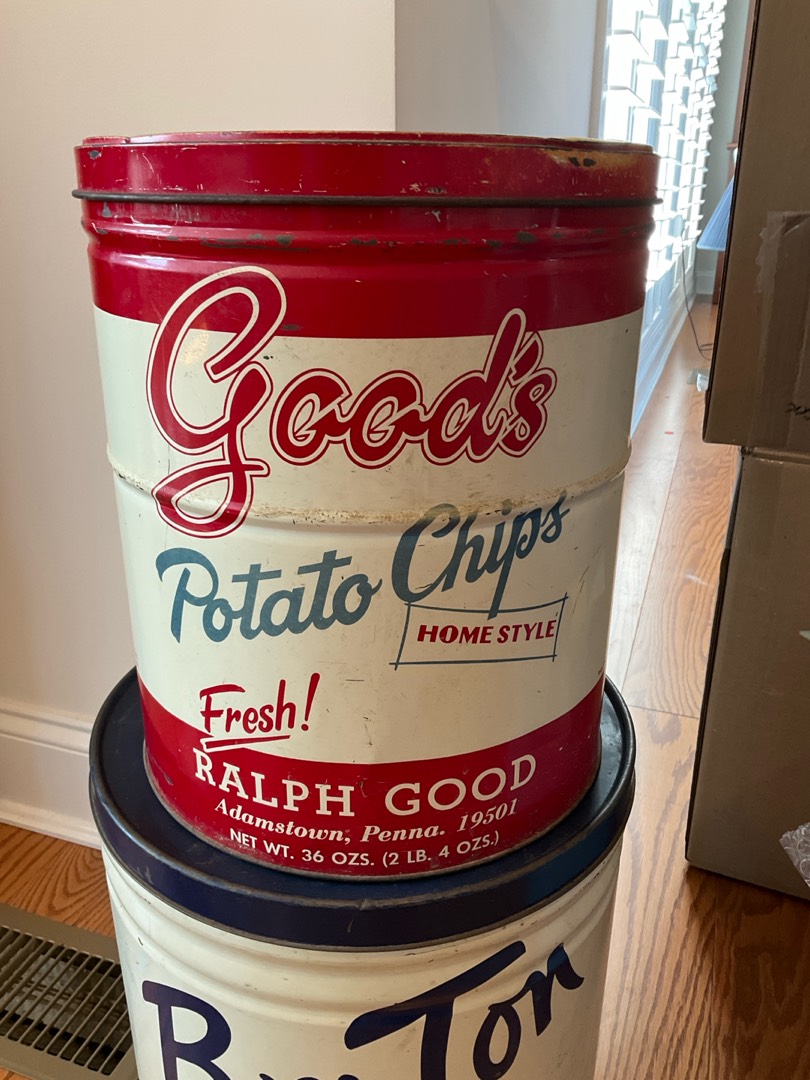 Good's
Potato Chips
HOME STYLE
Fresh!
RALPH GOOD
Adamstown, Penna. 19501
NET WT. 36 OZS. (2 LB. 4 OZS.)